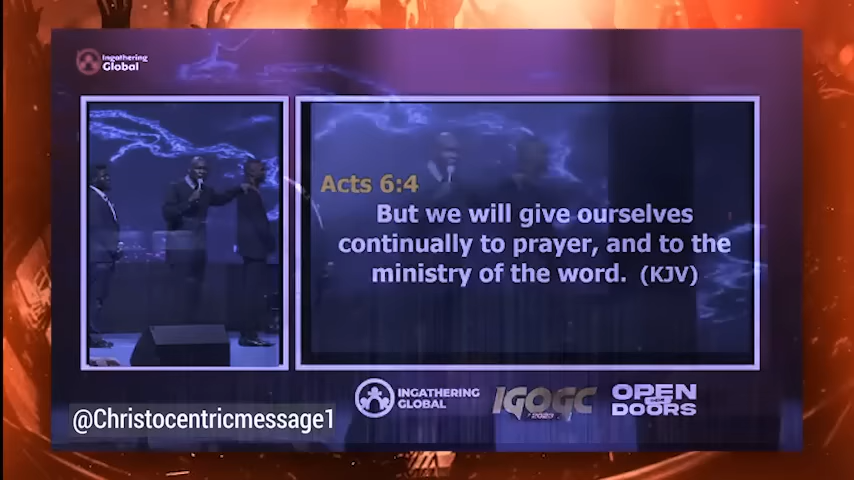 Ingathering
Global
Acts 6:4
But we will give ourselves
continually to prayer, and to the
ministry of the word. (KJV)
INGATHERING
GLOBAL
IGOGC
2023
OPEN
DOORS
@Christocentricmessage1